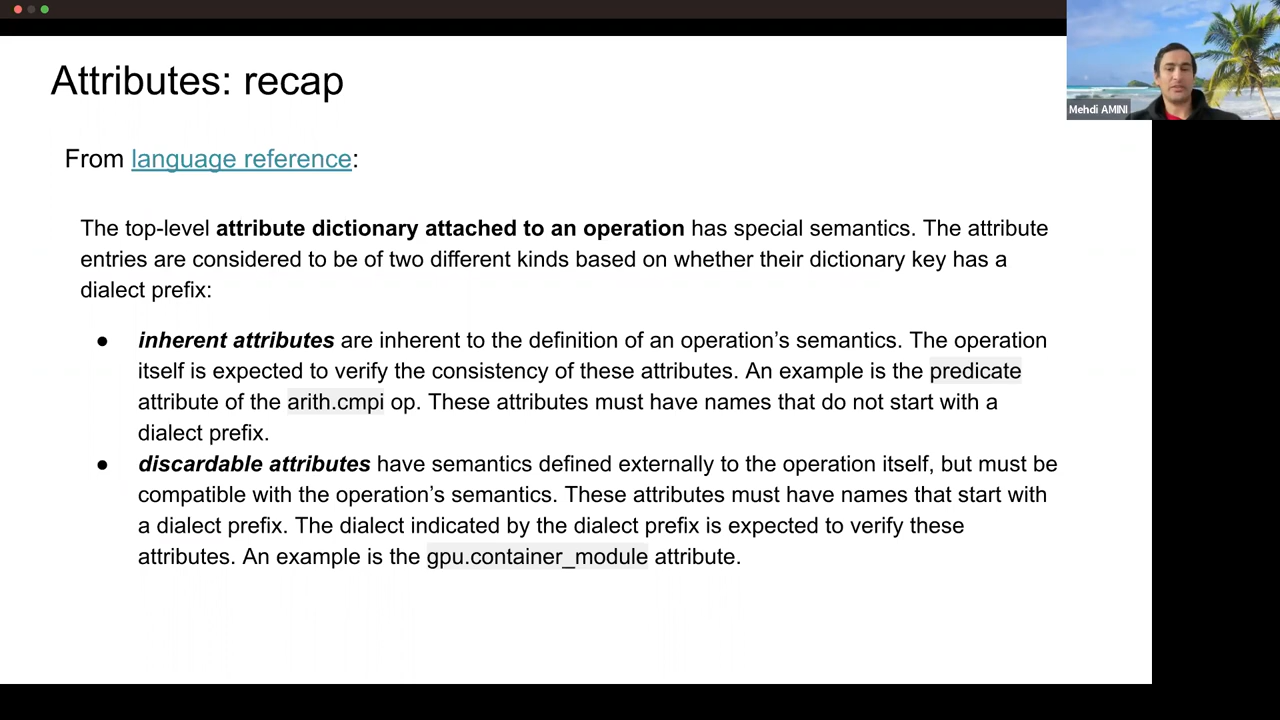 Attributes: recap
Mehdi AMINI
From language reference:
The top-level attribute dictionary attached to an operation has special semantics. The attribute
entries are considered to be of two different kinds based on whether their dictionary key has a
dialect prefix:
● inherent attributes are inherent to the definition of an operation’s semantics. The operation
itself is expected to verify the consistency of these attributes. An example is the predicate
attribute of the arith.cmpi op. These attributes must have names that do not start with a
dialect prefix.
● discardable attributes have semantics defined externally to the operation itself, but must be
compatible with the operation’s semantics. These attributes must have names that start with
a dialect prefix. The dialect indicated by the dialect prefix is expected to verify these
attributes. An example is the gpu.container_module attribute.